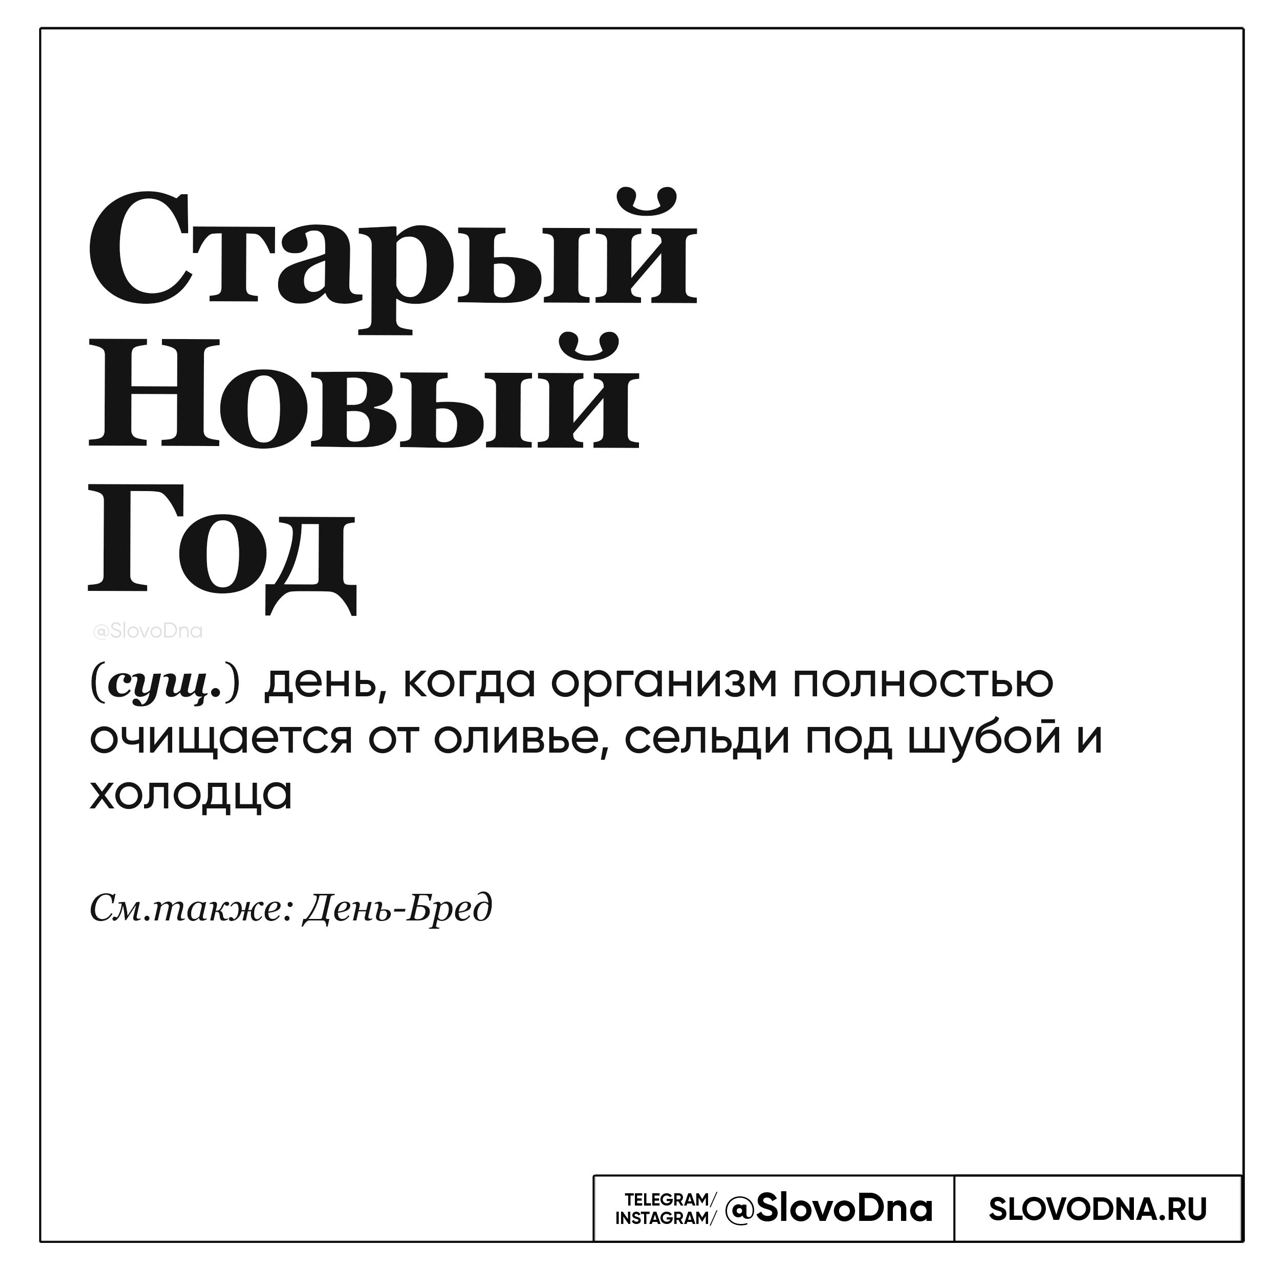 Старый
Новый
Год
@SlovoDna
(сущ.) день, когда организм полностью
очищается от оливье, сельди под шубой и
холодца
См.также: День-Бред
TELEGRAM/
INSTAGRAM/ @SlovoDna
SLOVODNA.RU